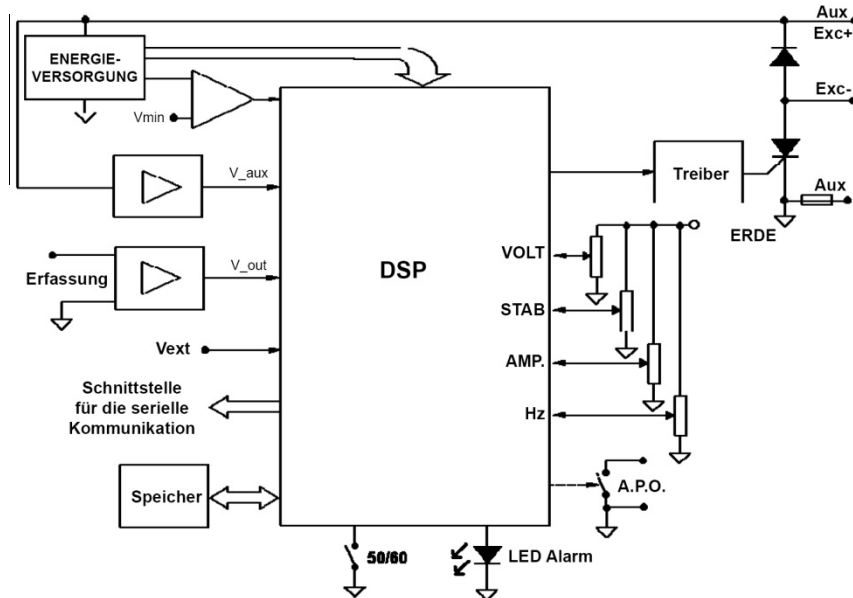 Aux
Exc+
ENERGIE-
VERSORGUNG
Exc-
Vmin
V_aux
Treiber
Aux
ERDE
VOLT
V_out
DSP
Erfassung
STAB
Vext
AMP.
Schnittstelle
für die serielle
Kommunikation
Hz
Speicher
A.P.O.
50/60
LED Alarm